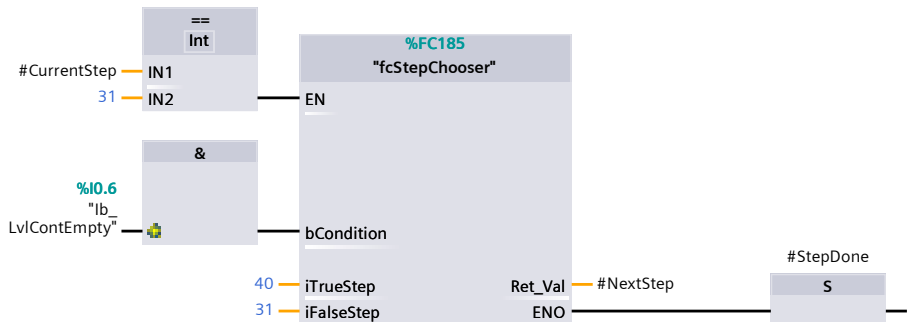 ==
Int
#CurrentStep IN1
31 IN2
%FC185
"fcStepChooser"
EN
&
%I0.6
"Ib_
LvlContEmpty"
bCondition
40 iTrueStep Ret_Val #NextStep
31 iFalseStep ENO
#StepDone
S